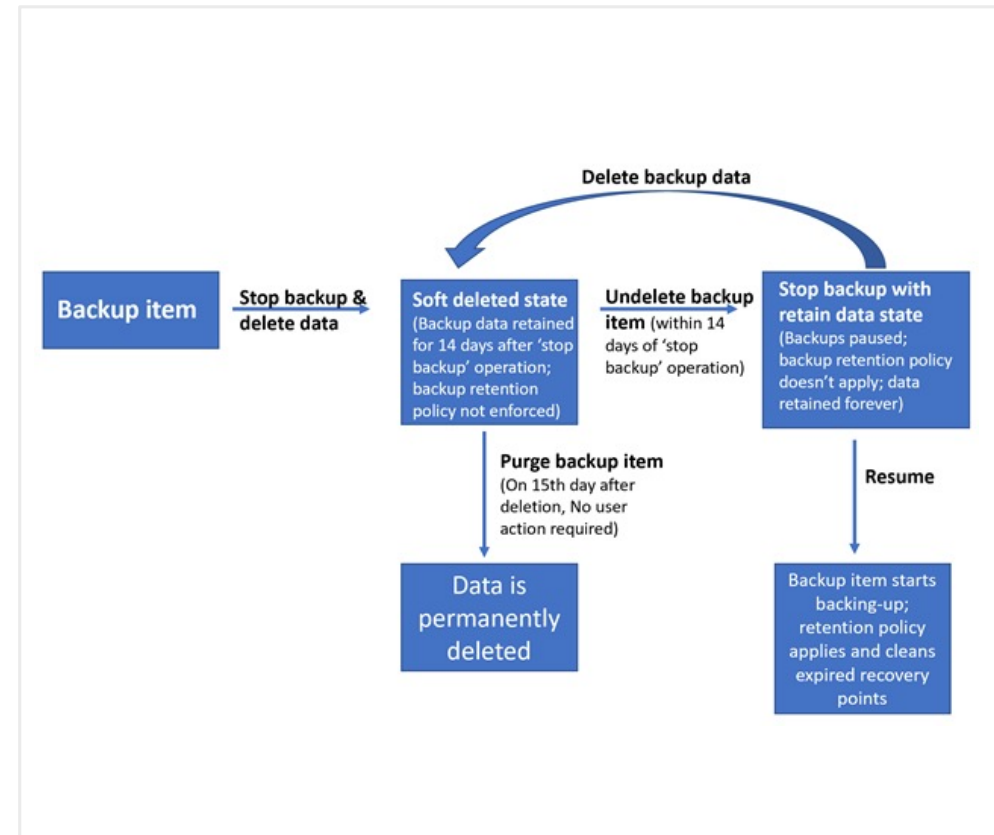 Delete backup data
Backup item
Stop backup &
delete data
Soft deleted state
(Backup data retained
for 14 days after ‘stop
backup’ operation;
backup retention
policy not enforced)
Undelete backup
item (within 14
days of ‘stop
backup’ operation)
Stop backup with
retain data state
(Backups paused;
backup retention policy
doesn’t apply; data
retained forever)
Purge backup item
(On 15th day after
deletion, No user
action required)
Resume
Data is
permanently
deleted
Backup item starts
backing-up;
retention policy
applies and cleans
expired recovery
points